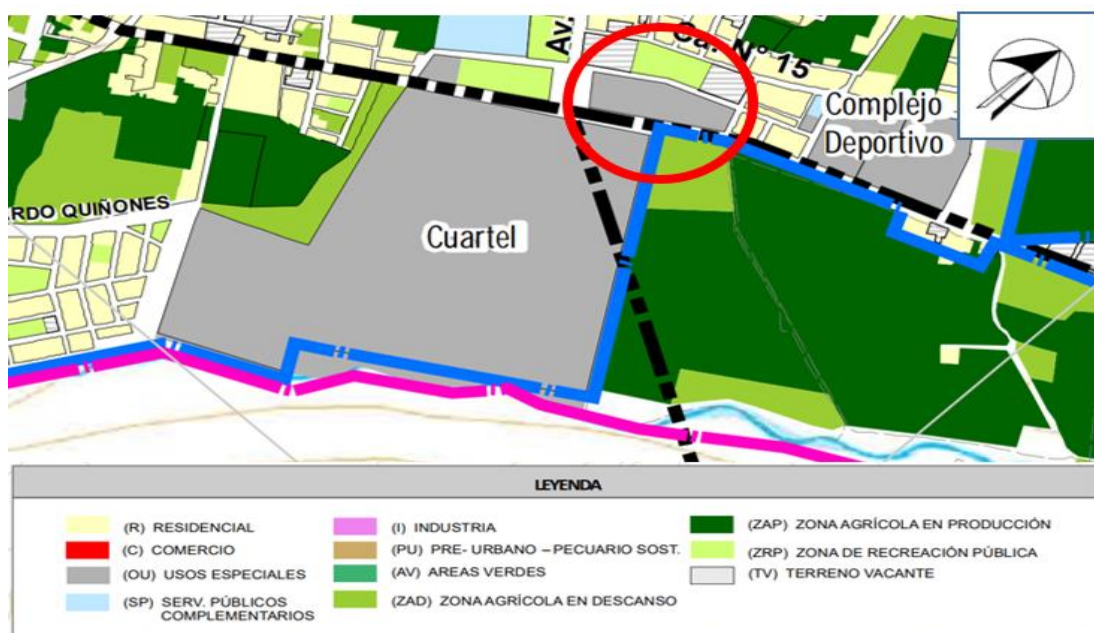 Av.
Ca. Nº 15
Complejo
Deportivo
ARDO QUIÑONES
Cuartel
LEYENDA
(R) RESIDENCIAL
(C) COMERCIO
(OU) USOS ESPECIALES
(SP) SERV. PÚBLICOS
COMPLEMENTARIOS
(I) INDUSTRIA
(PU) PRE- URBANO – PECUARIO SOST.
(AV) AREAS VERDES
(ZAD) ZONA AGRÍCOLA EN DESCANSO
(ZAP) ZONA AGRÍCOLA EN PRODUCCIÓN
(ZRP) ZONA DE RECREACIÓN PÚBLICA
(TV) TERRENO VACANTE